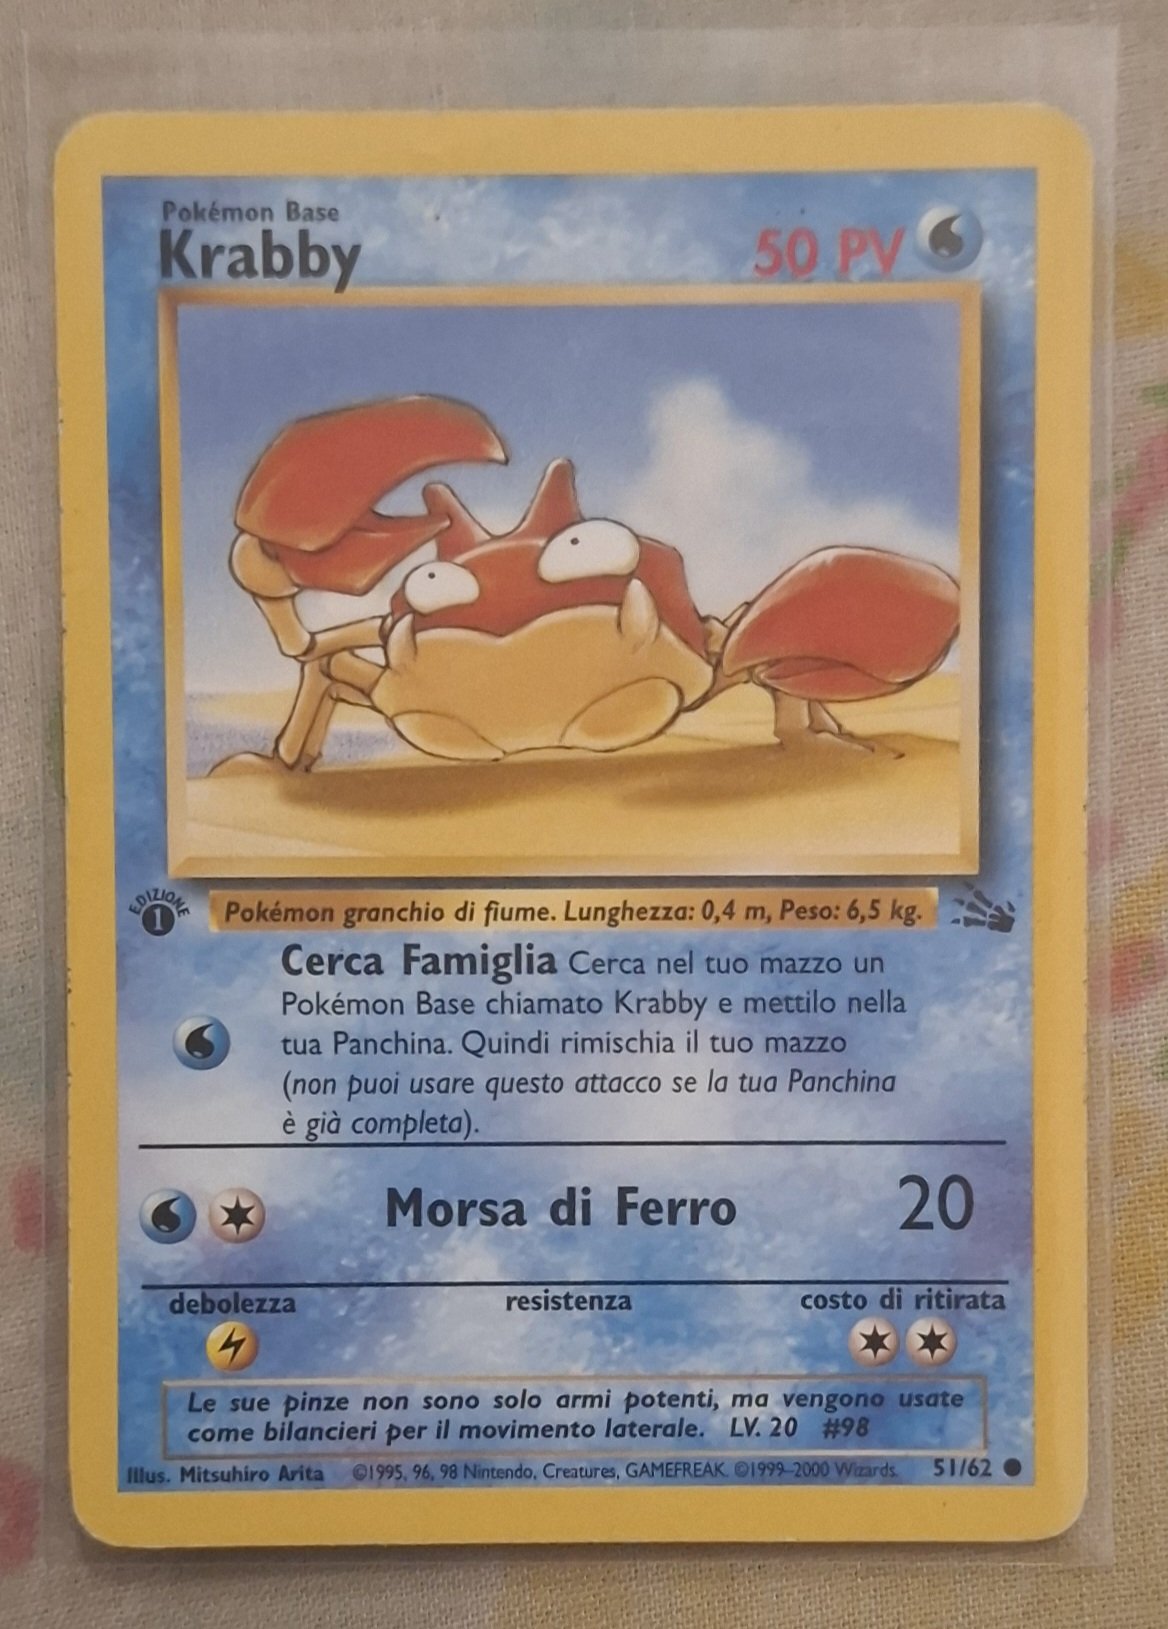 Pokémon Base
Krabby
50 PV
EDIZIONE
1
Pokémon granchio di fiume. Lunghezza: 0,4 m, Peso: 6,5 kg.
Cerca Famiglia Cerca nel tuo mazzo un
Pokémon Base chiamato Krabby e mettilo nella
tua Panchina. Quindi rimischia il tuo mazzo
(non puoi usare questo attacco se la tua Panchina
è già completa).
Morsa di Ferro 20
debolezza resistenza costo di ritirata
Le sue pinze non sono solo armi potenti, ma vengono usate
come bilancieri per il movimento laterale. LV. 20 #98
Illus. Mitsuhiro Arita ©1995, 96, 98 Nintendo, Creatures, GAMEFREAK. ©1999-2000 Wizards. 51/62